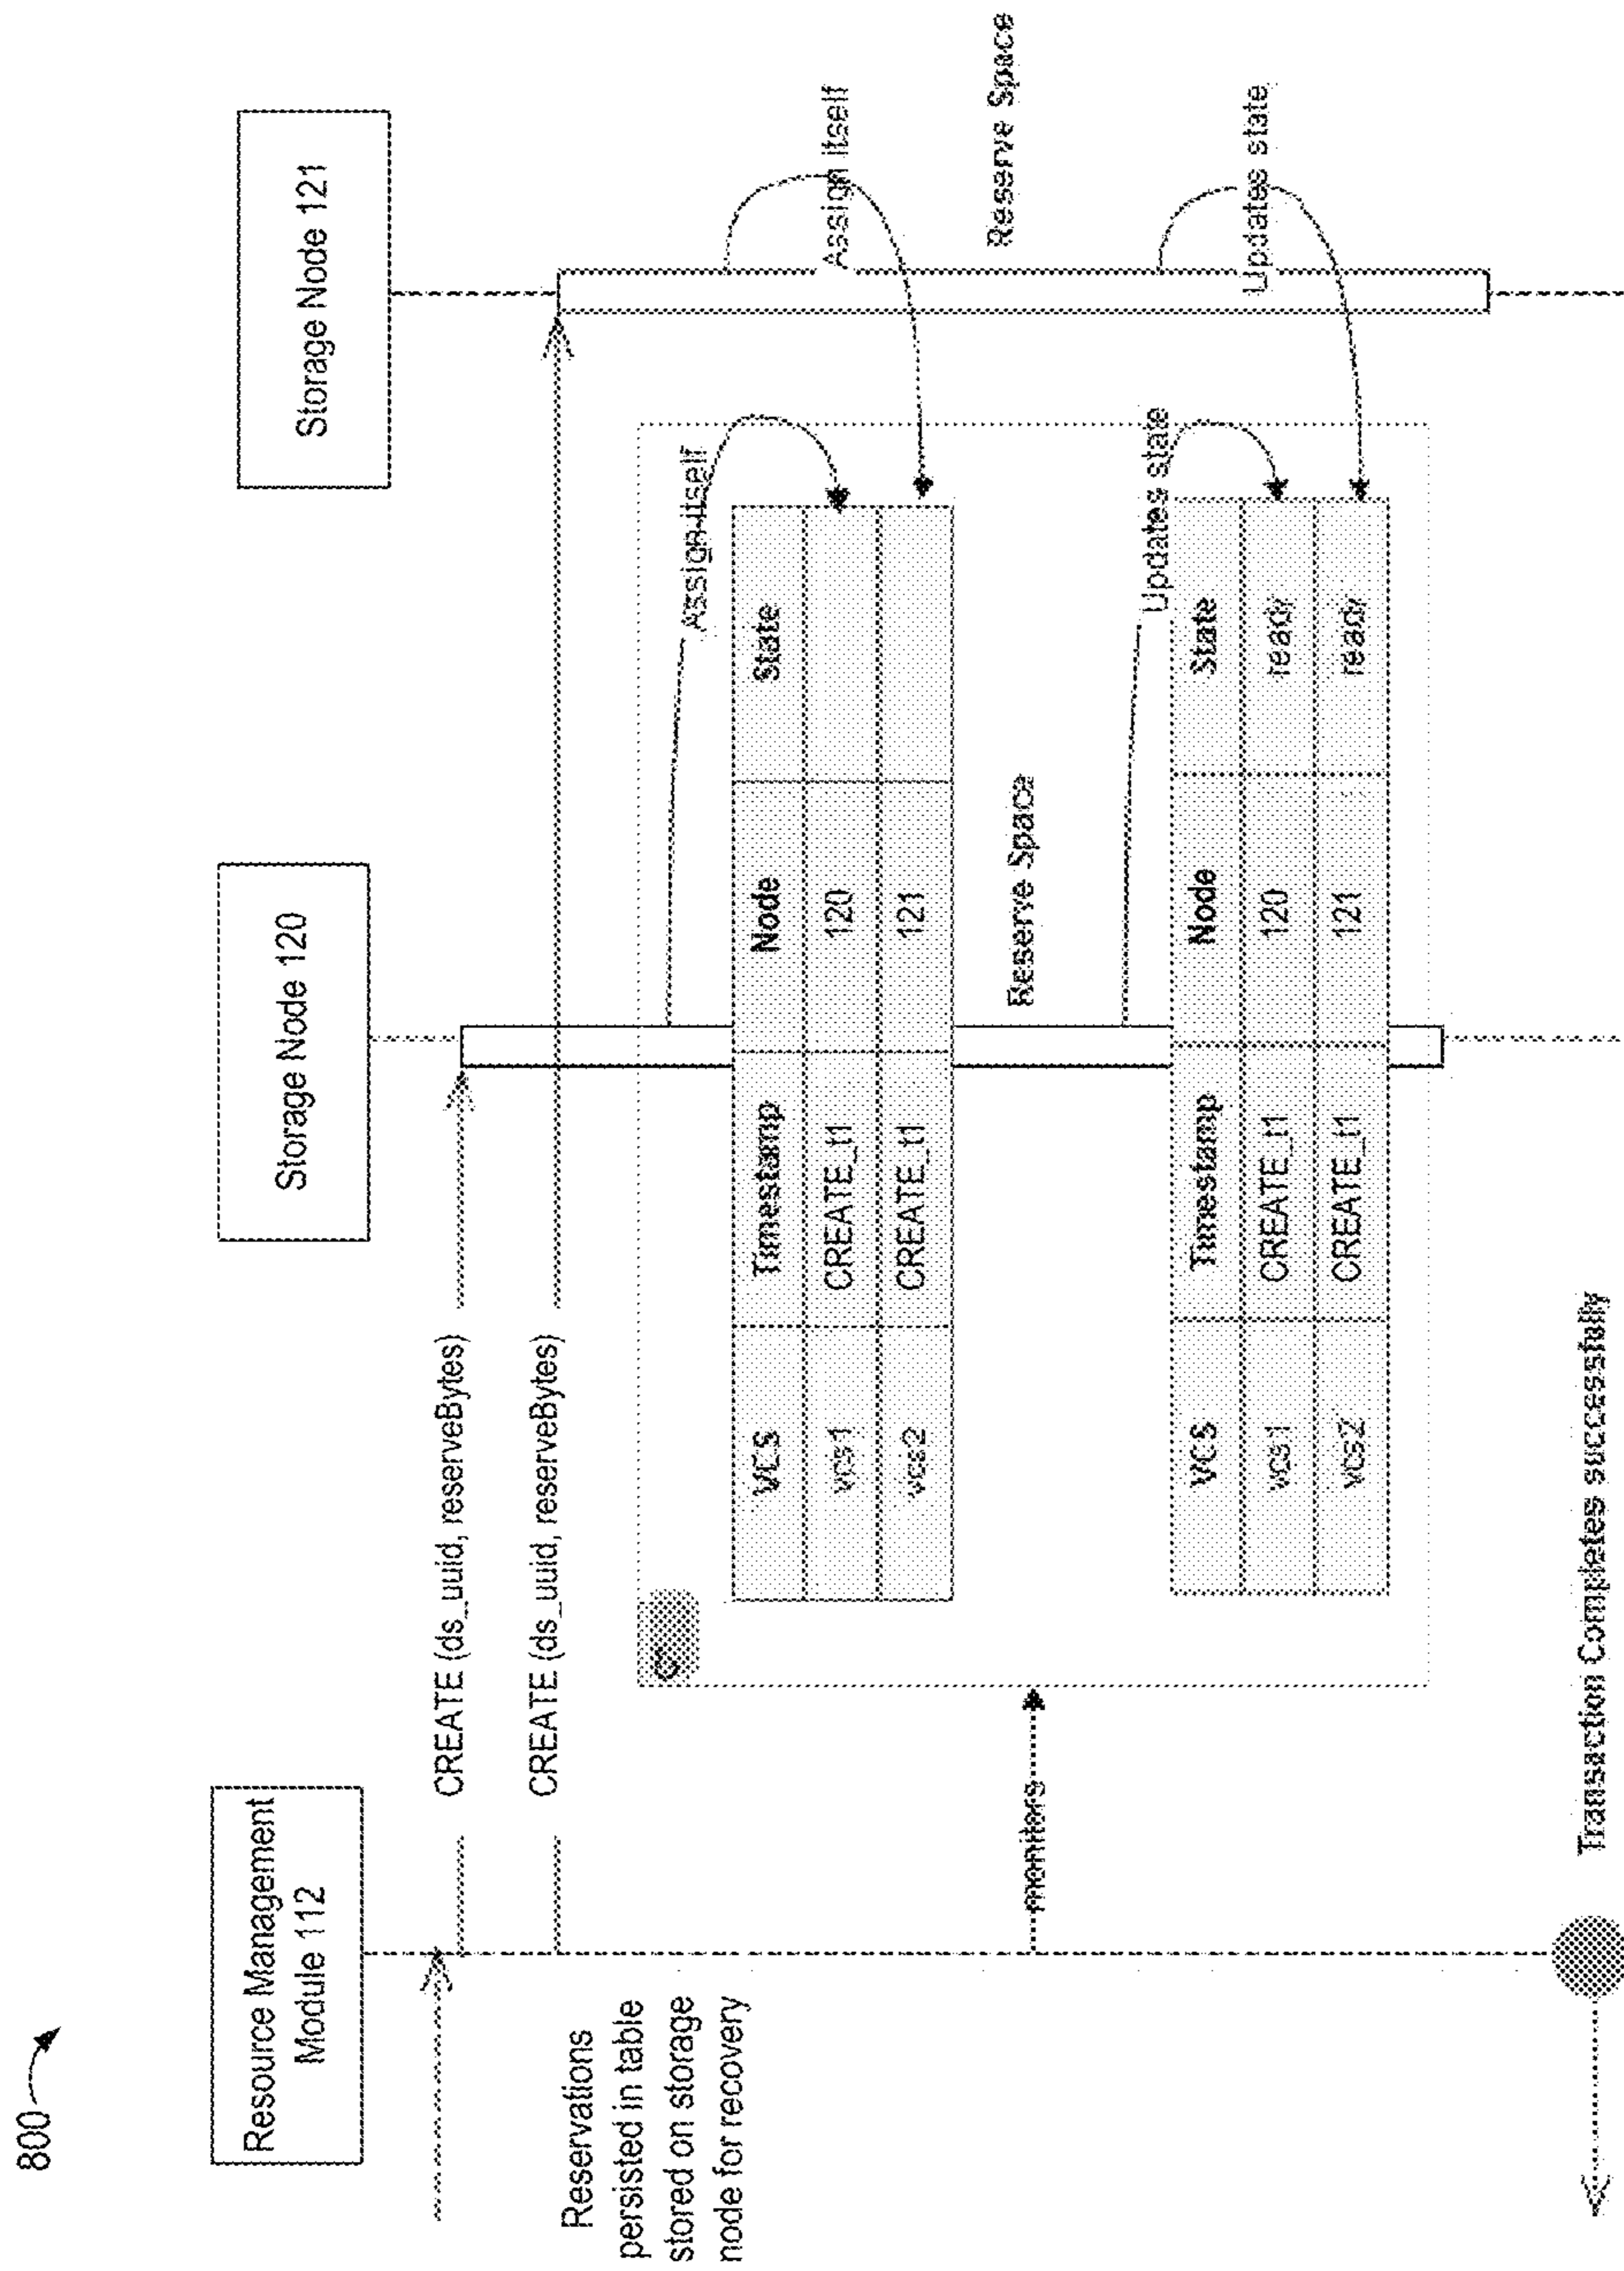 800
Resource Management
Module 112
Storage Node 120
Storage Node 121
CREATE (ds_uuid, reserveBytes)
CREATE (ds_uuid, reserveBytes)
Reservations
persisted in table
stored on storage
node for recovery
Assign itself
Assign itself
VCS Timestamp Node State
vcs1 CREATE_t1 120
vcs2 CREATE_t1 121
monitors
Reserve Space
Reserve Space
Updates state
Updates state
VCS Timestamp Node State
vcs1 CREATE_t1 120 ready
vcs2 CREATE_t1 121 ready
Transaction Completes successfully